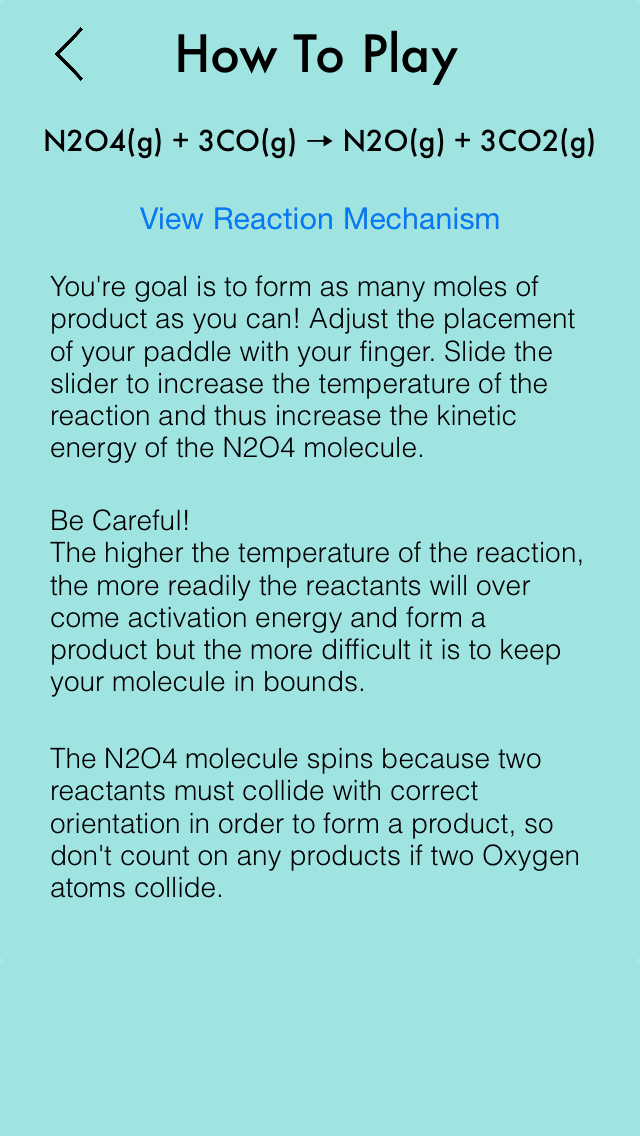 How To Play
N2O4(g) + 3CO(g) → N2O(g) + 3CO2(g)
View Reaction Mechanism
You're goal is to form as many moles of
product as you can! Adjust the placement
of your paddle with your finger. Slide the
slider to increase the temperature of the
reaction and thus increase the kinetic
energy of the N2O4 molecule.
Be Careful!
The higher the temperature of the reaction,
the more readily the reactants will over
come activation energy and form a
product but the more difficult it is to keep
your molecule in bounds.
The N2O4 molecule spins because two
reactants must collide with correct
orientation in order to form a product, so
don't count on any products if two Oxygen
atoms collide.